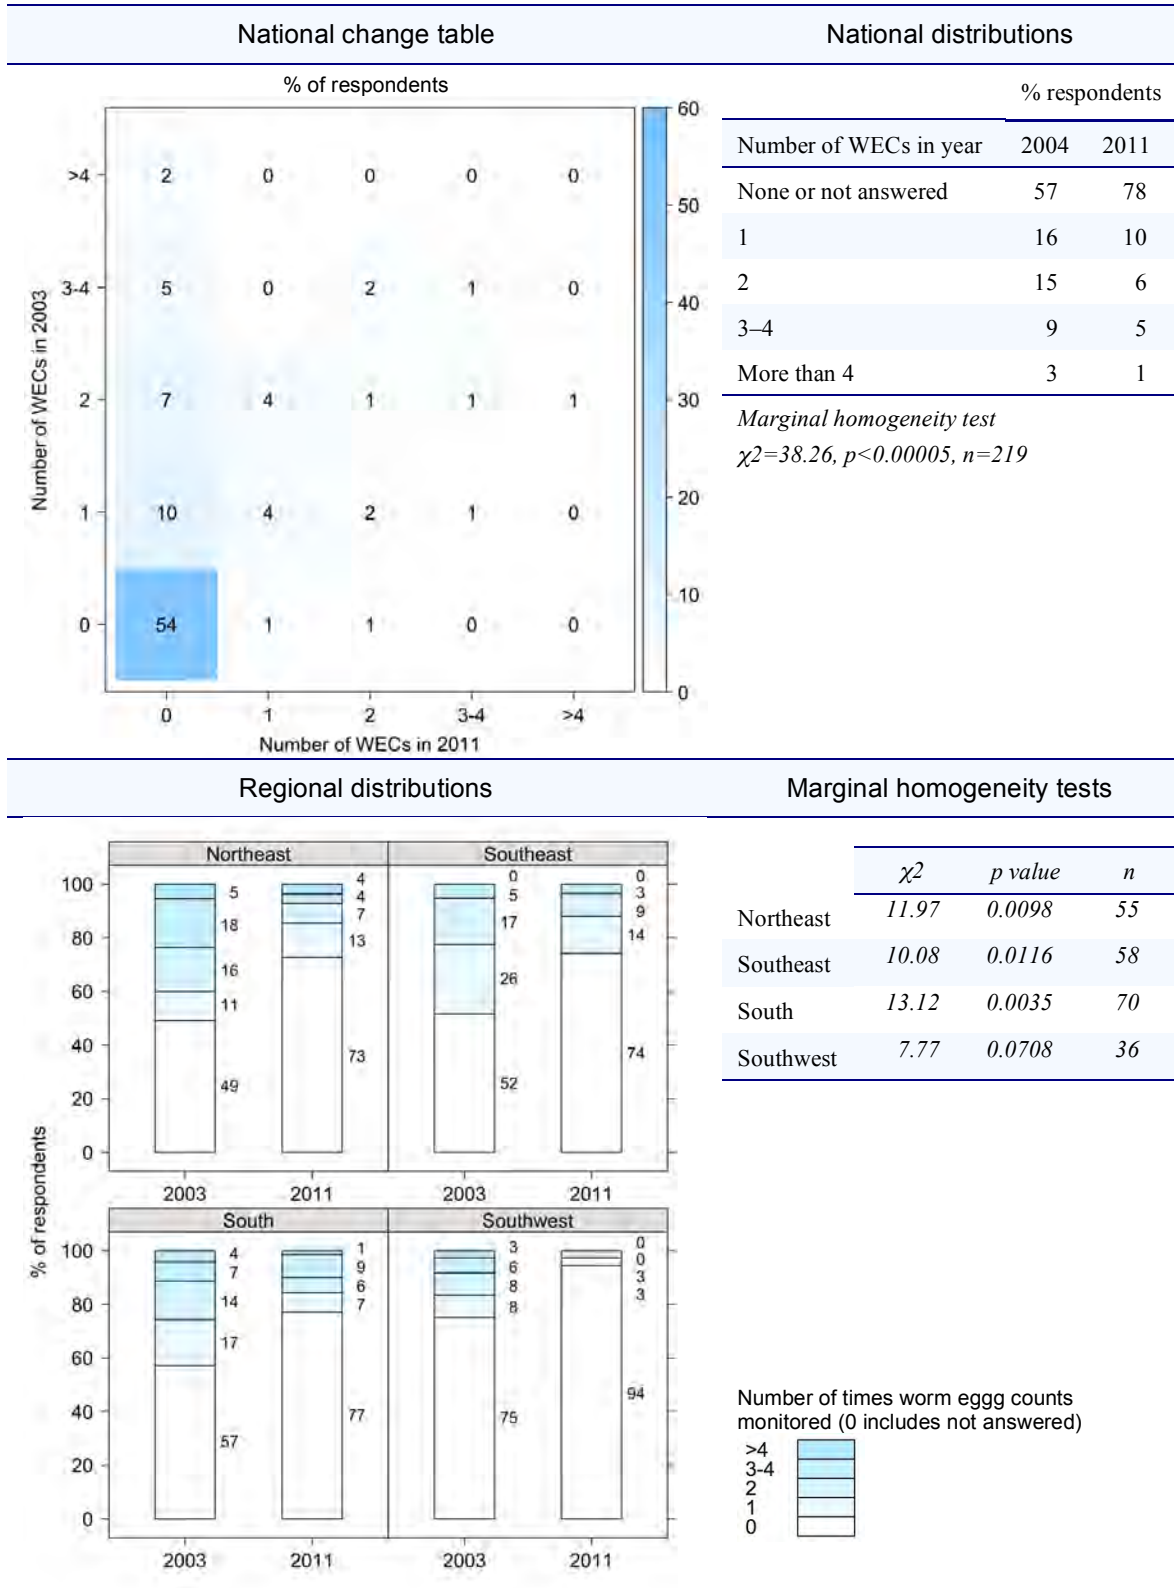 National change table
National distributions
% of respondents
60
50
40
30
20
10
0
>4 2 0 0 0 0
3-4 5 0 2 1 0
2 7 4 1 1 1
1 10 4 2 1 0
0 54 1 1 0 0
0 1 2 3-4 >4
Number of WECs in 2003
Number of WECs in 2011
% respondents
Number of WECs in year 2004 2011
None or not answered 57 78
1 16 10
2 15 6
3–4 9 5
More than 4 3 1
Marginal homogeneity test
χ2=38.26, p<0.00005, n=219
Regional distributions
Marginal homogeneity tests
% of respondents
Northeast
Southeast
100
80
60
40
20
0
5
18
16
11
49
4
4
7
13
73
0
5
17
26
52
0
3
9
14
74
2003 2011 2003 2011
South
Southwest
100
80
60
40
20
0
4
7
14
17
57
1
9
6
7
77
3
6
8
8
75
0
0
3
3
94
2003 2011 2003 2011
χ2 p value n
Northeast 11.97 0.0098 55
Southeast 10.08 0.0116 58
South 13.12 0.0035 70
Southwest 7.77 0.0708 36
Number of times worm eggg counts
monitored (0 includes not answered)
>4
3-4
2
1
0